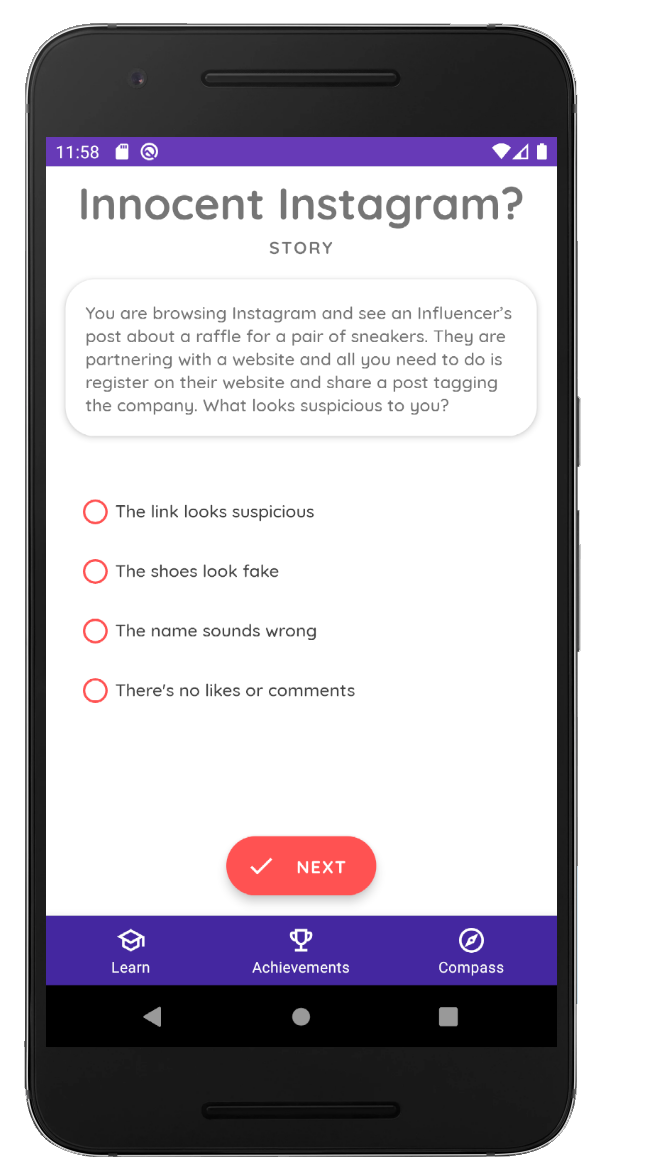 11:58
Innocent Instagram?
STORY
You are browsing Instagram and see an Influencer's
post about a raffle for a pair of sneakers. They are
partnering with a website and all you need to do is
register on their website and share a post tagging
the company. What looks suspicious to you?
The link looks suspicious
The shoes look fake
The name sounds wrong
There's no likes or comments
NEXT
Learn Achievements Compass